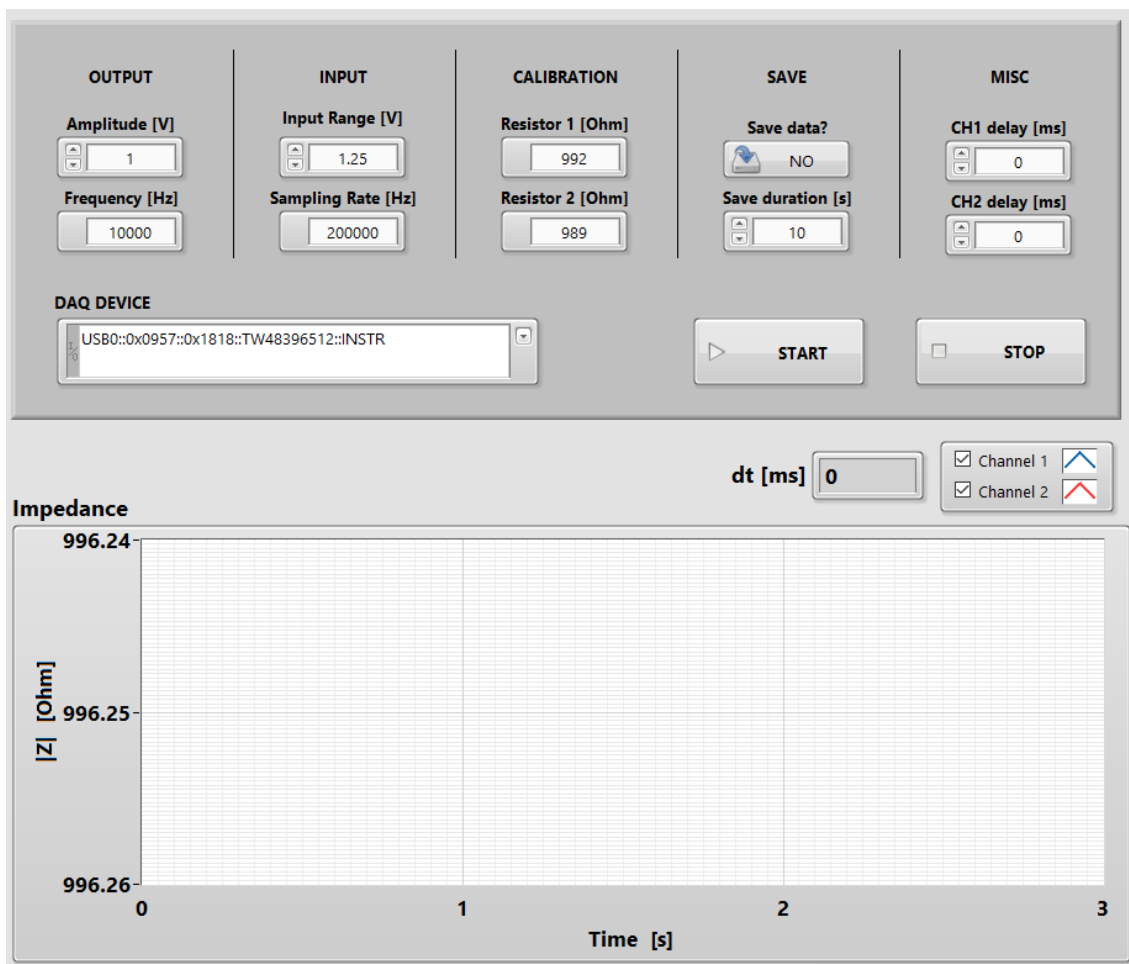 OUTPUT INPUT CALIBRATION SAVE MISC
Amplitude [V] Input Range [V] Resistor 1 [Ohm] Save data? CH1 delay [ms]
1 1.25 992 NO 0
Frequency [Hz] Sampling Rate [Hz] Resistor 2 [Ohm] Save duration [s] CH2 delay [ms]
10000 200000 989 10 0
DAQ DEVICE
I/0 USB0::0x0957::0x1818::TW48396512::INSTR
START STOP
dt [ms] 0
Channel 1
Channel 2
Impedance
996.24
996.25
996.26
|Z| [Ohm]
0 1 2 3
Time [s]